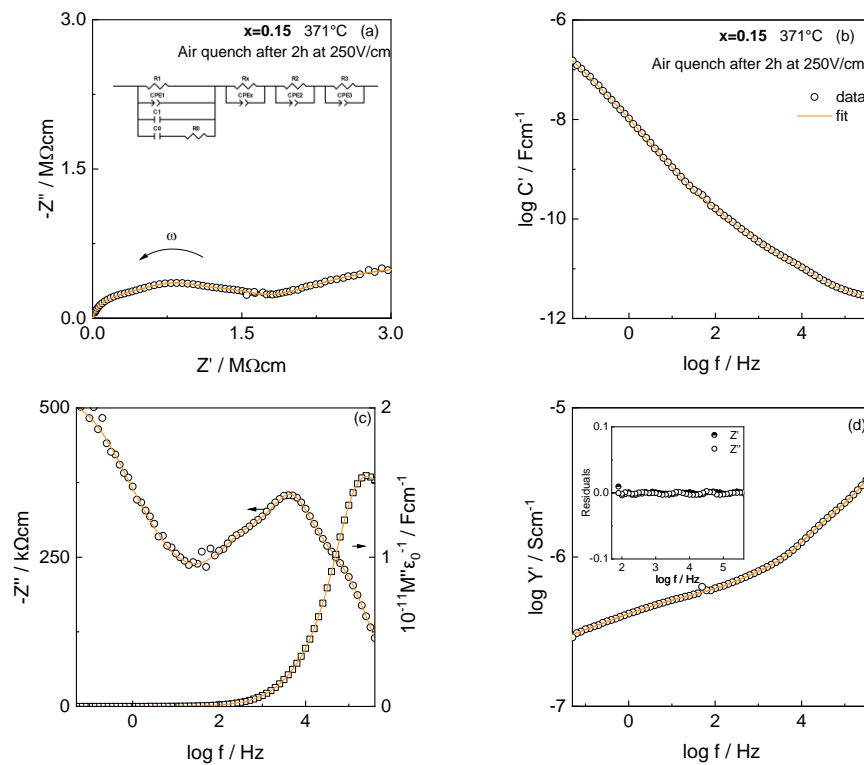 x=0.15 371°C (a)
Air quench after 2h at 250V/cm
R1 Rx R2 R3
CPE1 CPEx CPE2 CPE3
C1
C0 R0
3.0
1.5
0.0
-Z'' / MΩcm
ω
0.0 1.5 3.0
Z' / MΩcm
x=0.15 371°C (b)
Air quench after 2h at 250V/cm
data
fit
-6
-8
-10
-12
log C' / Fcm-1
0 2 4
log f / Hz
(c)
500
250
0
-Z'' / kΩcm
2
1
0
10-11M''ε0-1 / Fcm-1
0 2 4
log f / Hz
(d)
-5
-6
-7
log Y' / Scm-1
0.1
0.0
-0.1
Residuals
Z'
Z''
2 3 4 5
log f / Hz
0 2 4
log f / Hz